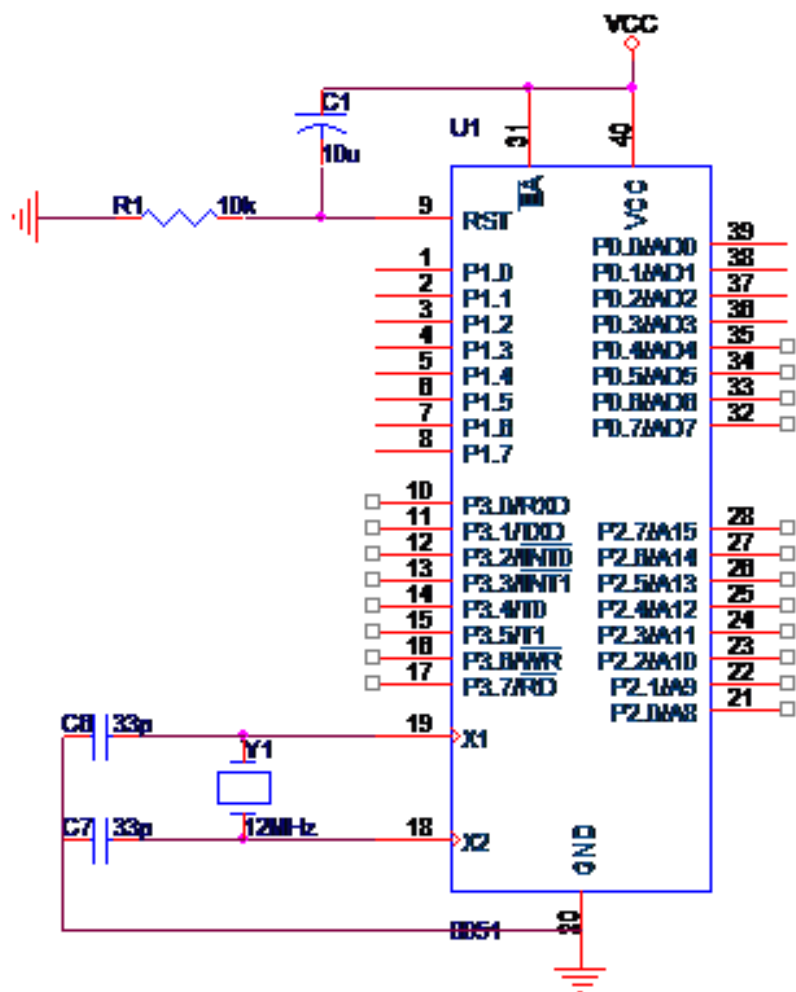 VCC
C1
10u
U1
31
40
EA
VCC
R1
10k
9
RST
39
P0.0/AD0
1
P1.0
38
P0.1/AD1
2
P1.1
37
P0.2/AD2
3
P1.2
36
P0.3/AD3
4
P1.3
35
P0.4/AD4
5
P1.4
34
P0.5/AD5
6
P1.5
33
P0.6/AD6
7
P1.6
32
P0.7/AD7
8
P1.7
10
P3.0/RXD
11
P3.1/TXD
28
P2.7/A15
12
P3.2/INT0
27
P2.6/A14
13
P3.3/INT1
26
P2.5/A13
14
P3.4/T0
25
P2.4/A12
15
P3.5/T1
24
P2.3/A11
16
P3.6/WR
23
P2.2/A10
17
P3.7/RD
22
P2.1/A9
21
P2.0/A8
C6
33p
19
X1
Y1
C7
33p
12MHz
18
X2
GND
8051
20